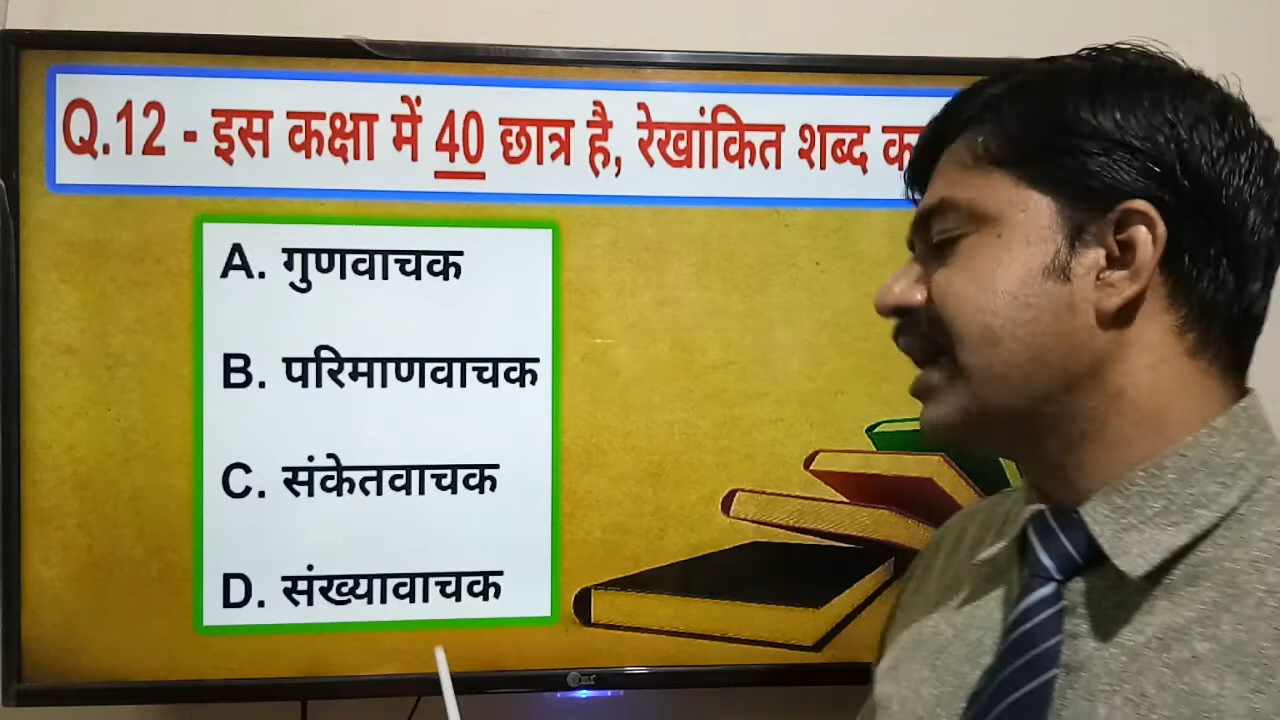 Q.12 - इस कक्षा में 40 छात्र है, रेखांकित शब्द
A. गुणवाचक
B. परिमाणवाचक
C. संकेतवाचक
D. संख्यावाचक